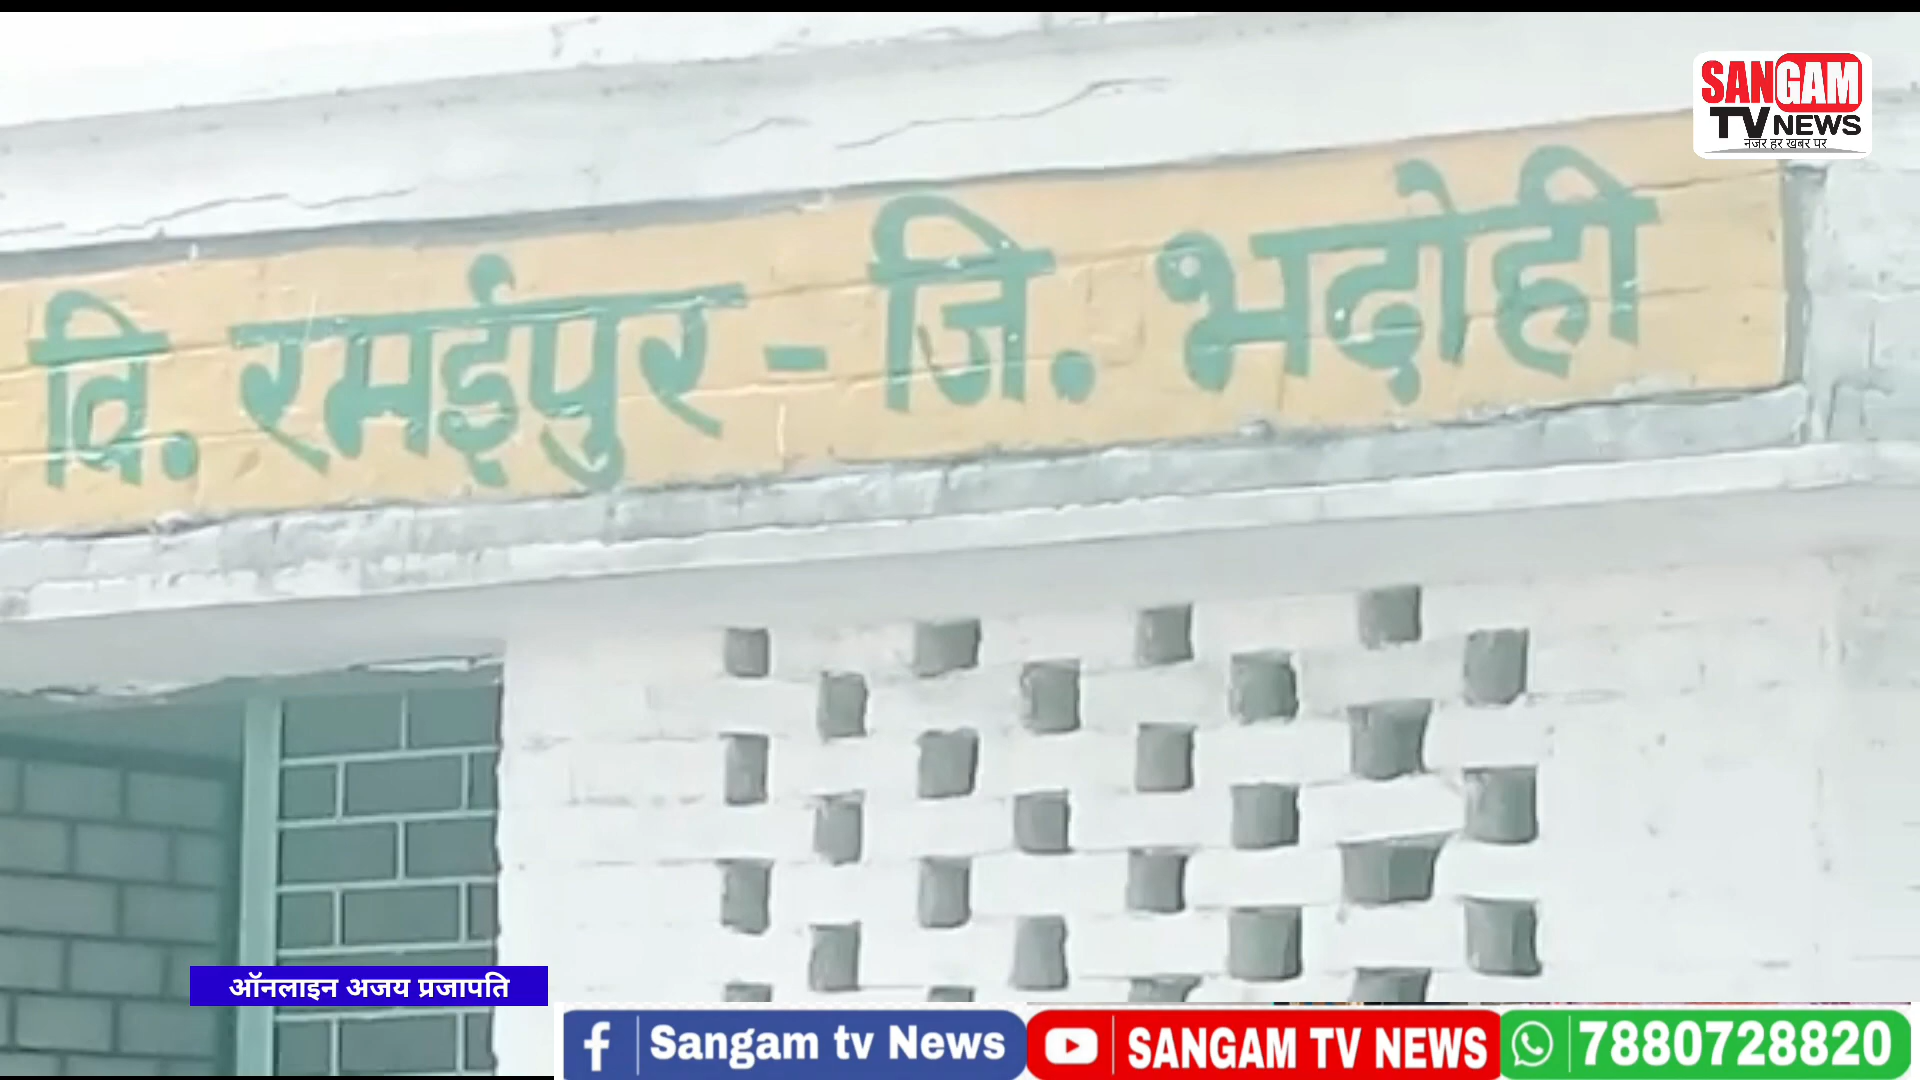 SANGAM
TV NEWS
नजर हर खबर पर
वि. रमईपुर - जि. भदोही
ऑनलाइन अजय प्रजापति
Sangam tv News
SANGAM TV NEWS
7880728820